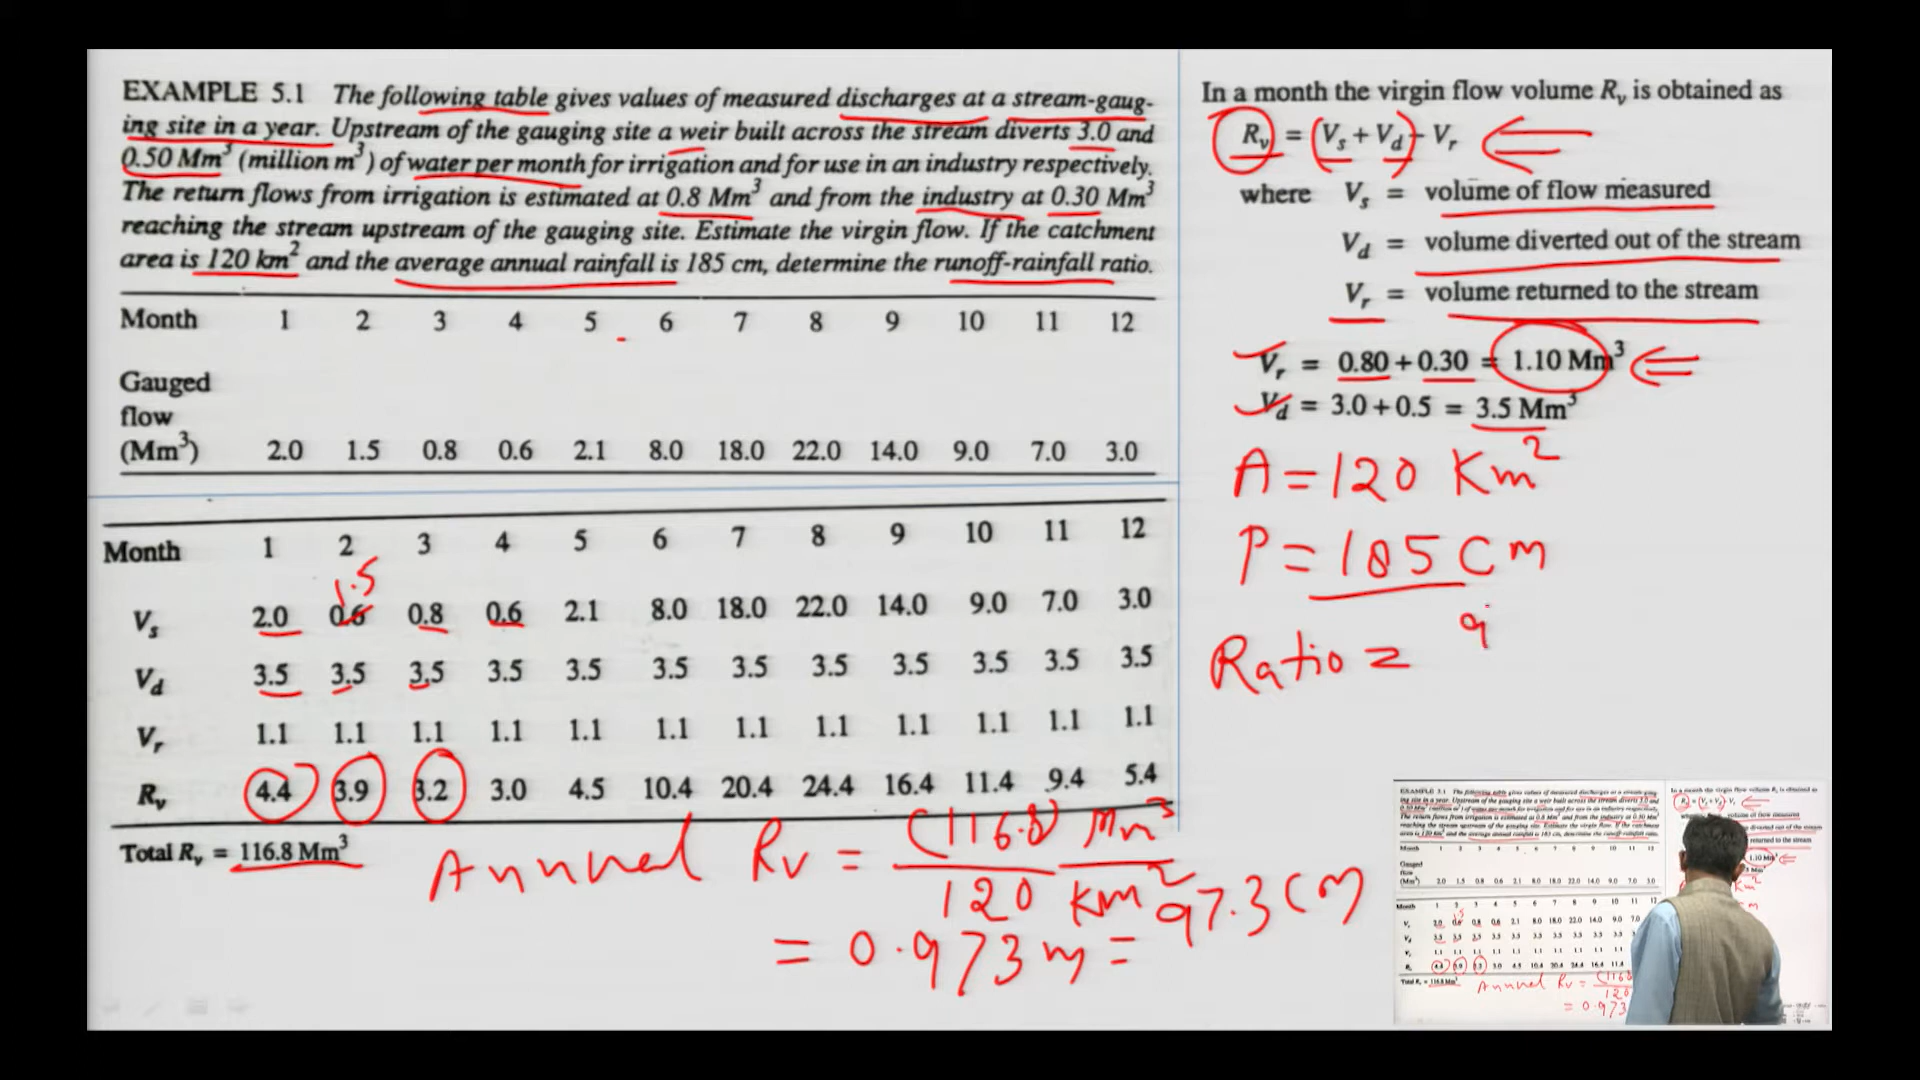 EXAMPLE 5.1 The following table gives values of measured discharges at a stream-gaug-
ing site in a year. Upstream of the gauging site a weir built across the stream diverts 3.0 and
0.50 Mm³ (million m³) of water per month for irrigation and for use in an industry respectively.
The return flows from irrigation is estimated at 0.8 Mm³ and from the industry at 0.30 Mm³
reaching the stream upstream of the gauging site. Estimate the virgin flow. If the catchment
area is 120 km² and the average annual rainfall is 185 cm, determine the runoff-rainfall ratio.
Month 1 2 3 4 5 6 7 8 9 10 11 12
Gauged
flow
(Mm³) 2.0 1.5 0.8 0.6 2.1 8.0 18.0 22.0 14.0 9.0 7.0 3.0
Month 1 2 3 4 5 6 7 8 9 10 11 12
1.5
Vs 2.0 0.6 0.8 0.6 2.1 8.0 18.0 22.0 14.0 9.0 7.0 3.0
Vd 3.5 3.5 3.5 3.5 3.5 3.5 3.5 3.5 3.5 3.5 3.5 3.5
Vr 1.1 1.1 1.1 1.1 1.1 1.1 1.1 1.1 1.1 1.1 1.1 1.1
Rv 4.4 3.9 3.2 3.0 4.5 10.4 20.4 24.4 16.4 11.4 9.4 5.4
Total Rv = 116.8 Mm³
Annual Rv = (116.8) Mm³
120 Km²
= 0.973 m = 97.3 cm
In a month the virgin flow volume Rv is obtained as
Rv = (Vs + Vd) - Vr
where Vs = volume of flow measured
Vd = volume diverted out of the stream
Vr = volume returned to the stream
Vr = 0.80 + 0.30 = 1.10 Mm³
Vd = 3.0 + 0.5 = 3.5 Mm³
A = 120 Km²
P = 185 cm
9
Ratio =